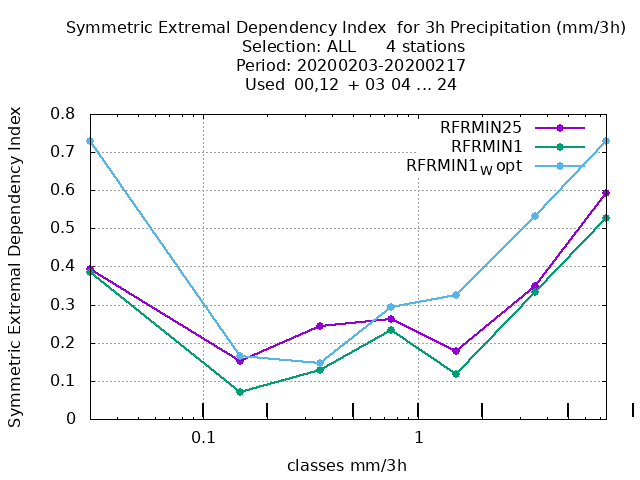 Symmetric Extremal Dependency Index  for 3h Precipitation (mm/3h)
Selection: ALL      4 stations
Period: 20200203-20200217
Used  00,12  + 03 04 ... 24
RFRMIN25
RFRMIN1
RFRMIN1W opt
Symmetric Extremal Dependency Index
0.8
0.7
0.6
0.5
0.4
0.3
0.2
0.1
0
0.1
1
classes mm/3h